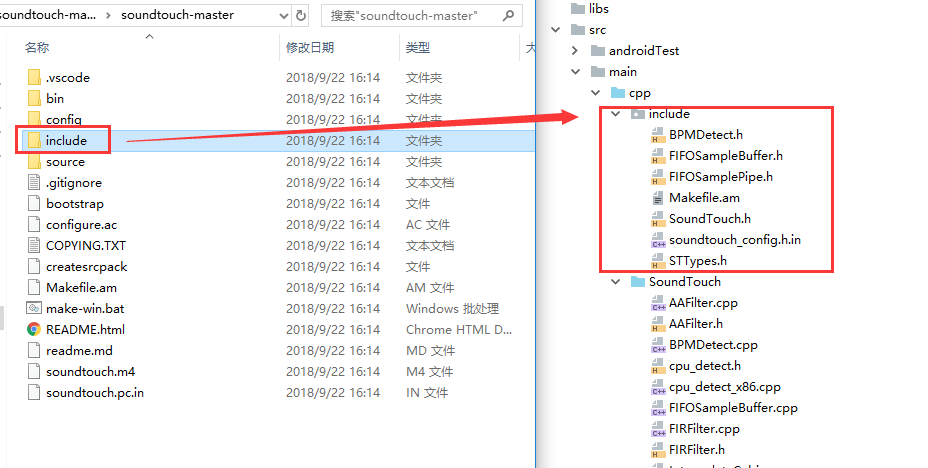 soundtouch-ma... soundtouch-master
搜索"soundtouch-master"
名称 修改日期 类型
.vscode 2018/9/22 16:14 文件夹
bin 2018/9/22 16:14 文件夹
config 2018/9/22 16:14 文件夹
include 2018/9/22 16:14 文件夹
source 2018/9/22 16:14 文件夹
.gitignore 2018/9/22 16:14 文本文档
bootstrap 2018/9/22 16:14 文件
configure.ac 2018/9/22 16:14 AC 文件
COPYING.TXT 2018/9/22 16:14 文本文档
createsrcpack 2018/9/22 16:14 文件
Makefile.am 2018/9/22 16:14 AM 文件
make-win.bat 2018/9/22 16:14 Windows 批处理
README.html 2018/9/22 16:14 Chrome HTML D...
readme.md 2018/9/22 16:14 MD 文件
soundtouch.m4 2018/9/22 16:14 M4 文件
soundtouch.pc.in 2018/9/22 16:14 IN 文件
libs
src
androidTest
main
cpp
include
BPMDetect.h
FIFOSampleBuffer.h
FIFOSamplePipe.h
Makefile.am
SoundTouch.h
soundtouch_config.h.in
STTypes.h
SoundTouch
AAFilter.cpp
AAFilter.h
BPMDetect.cpp
cpu_detect.h
cpu_detect_x86.cpp
FIFOSampleBuffer.cpp
FIRFilter.cpp
FIRFilter.h